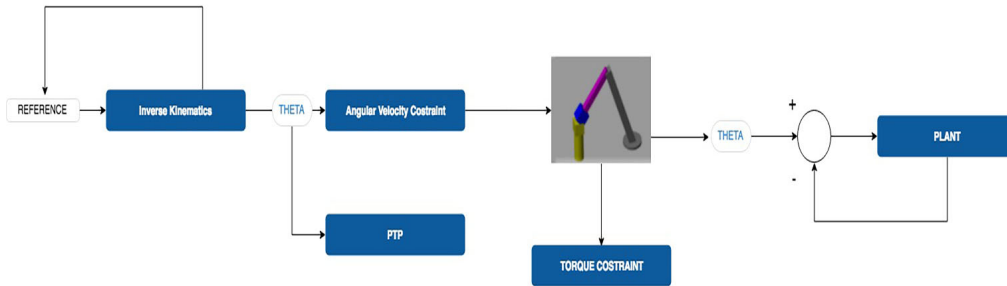 REFERENCE
Inverse Kinematics
THETA
Angular Velocity Costraint
THETA
+
-
PLANT
PTP
TORQUE COSTRAINT